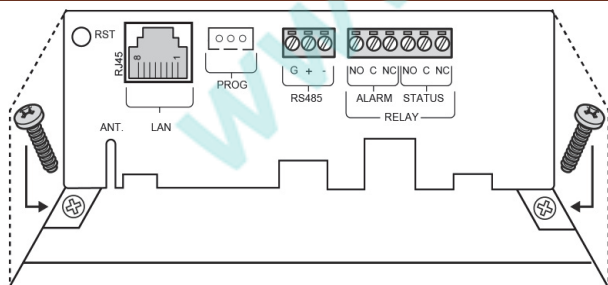 RST
RJ45
8 1
G + -
NO C NC NO C NC
PROG
RS485
ALARM STATUS
RELAY
ANT.
LAN